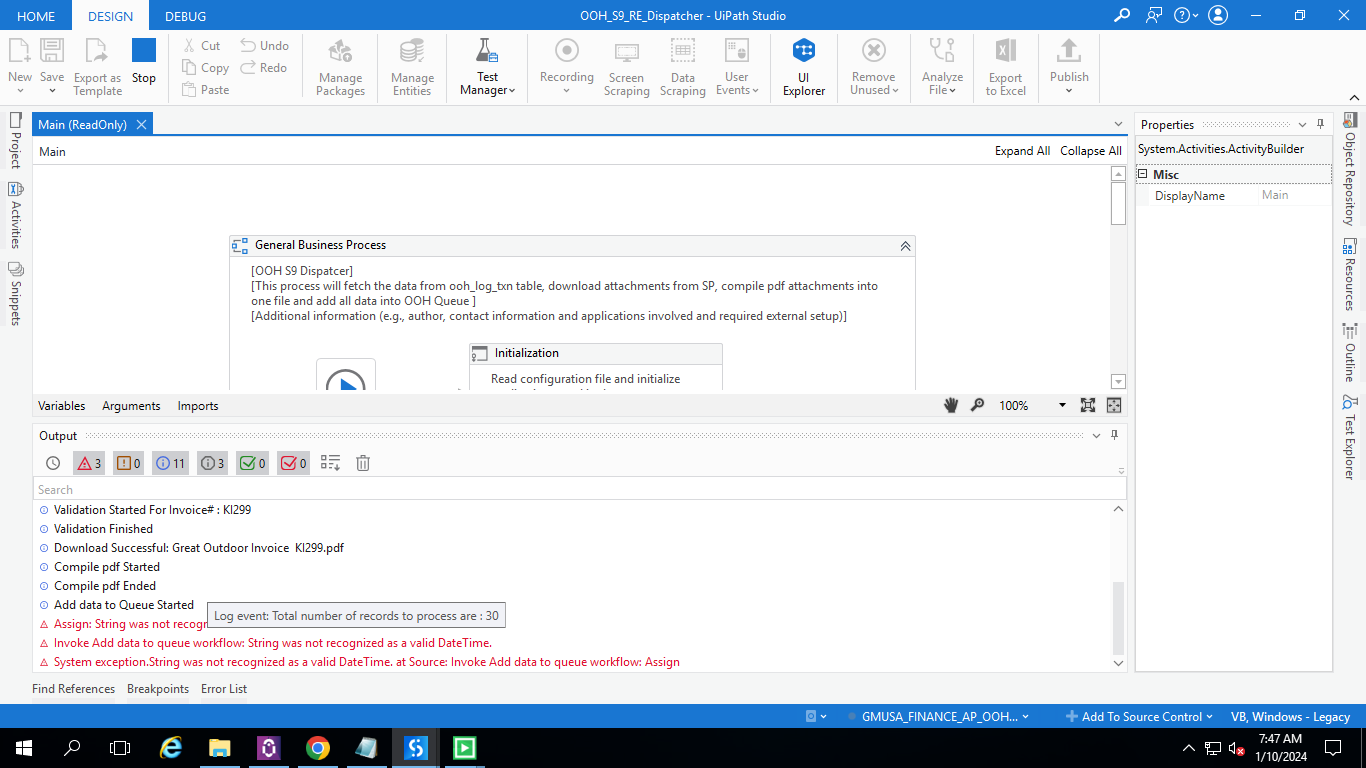 HOME DESIGN DEBUG OOH_S9_RE_Dispatcher - UiPath Studio
New Save Export as Template Stop
Cut Copy Paste Undo Redo
Manage Packages Manage Entities Test Manager Recording Screen Scraping Data Scraping User Events UI Explorer Remove Unused Analyze File Export to Excel Publish
Project
Activities
Snippets
Main (ReadOnly)
Main Expand All Collapse All
General Business Process
[OOH S9 Dispatcer]
[This process will fetch the data from ooh_log_txn table, download attachments from SP, compile pdf attachments into
one file and add all data into OOH Queue ]
[Additional information (e.g., author, contact information and applications involved and required external setup)]
Initialization
Read configuration file and initialize
Variables Arguments Imports 100%
Output
3 0 11 3 0 0
Search
Validation Started For Invoice# : KI299
Validation Finished
Download Successful: Great Outdoor Invoice  KI299.pdf
Compile pdf Started
Compile pdf Ended
Add data to Queue Started
Log event: Total number of records to process are : 30
Assign: String was not recogn
Invoke Add data to queue workflow: String was not recognized as a valid DateTime.
System exception.String was not recognized as a valid DateTime. at Source: Invoke Add data to queue workflow: Assign
Find References Breakpoints Error List
Properties
System.Activities.ActivityBuilder
Misc
DisplayName Main
Object Repository
Resources
Outline
Test Explorer
GMUSA_FINANCE_AP_OOH... Add To Source Control VB, Windows - Legacy
7:47 AM
1/10/2024